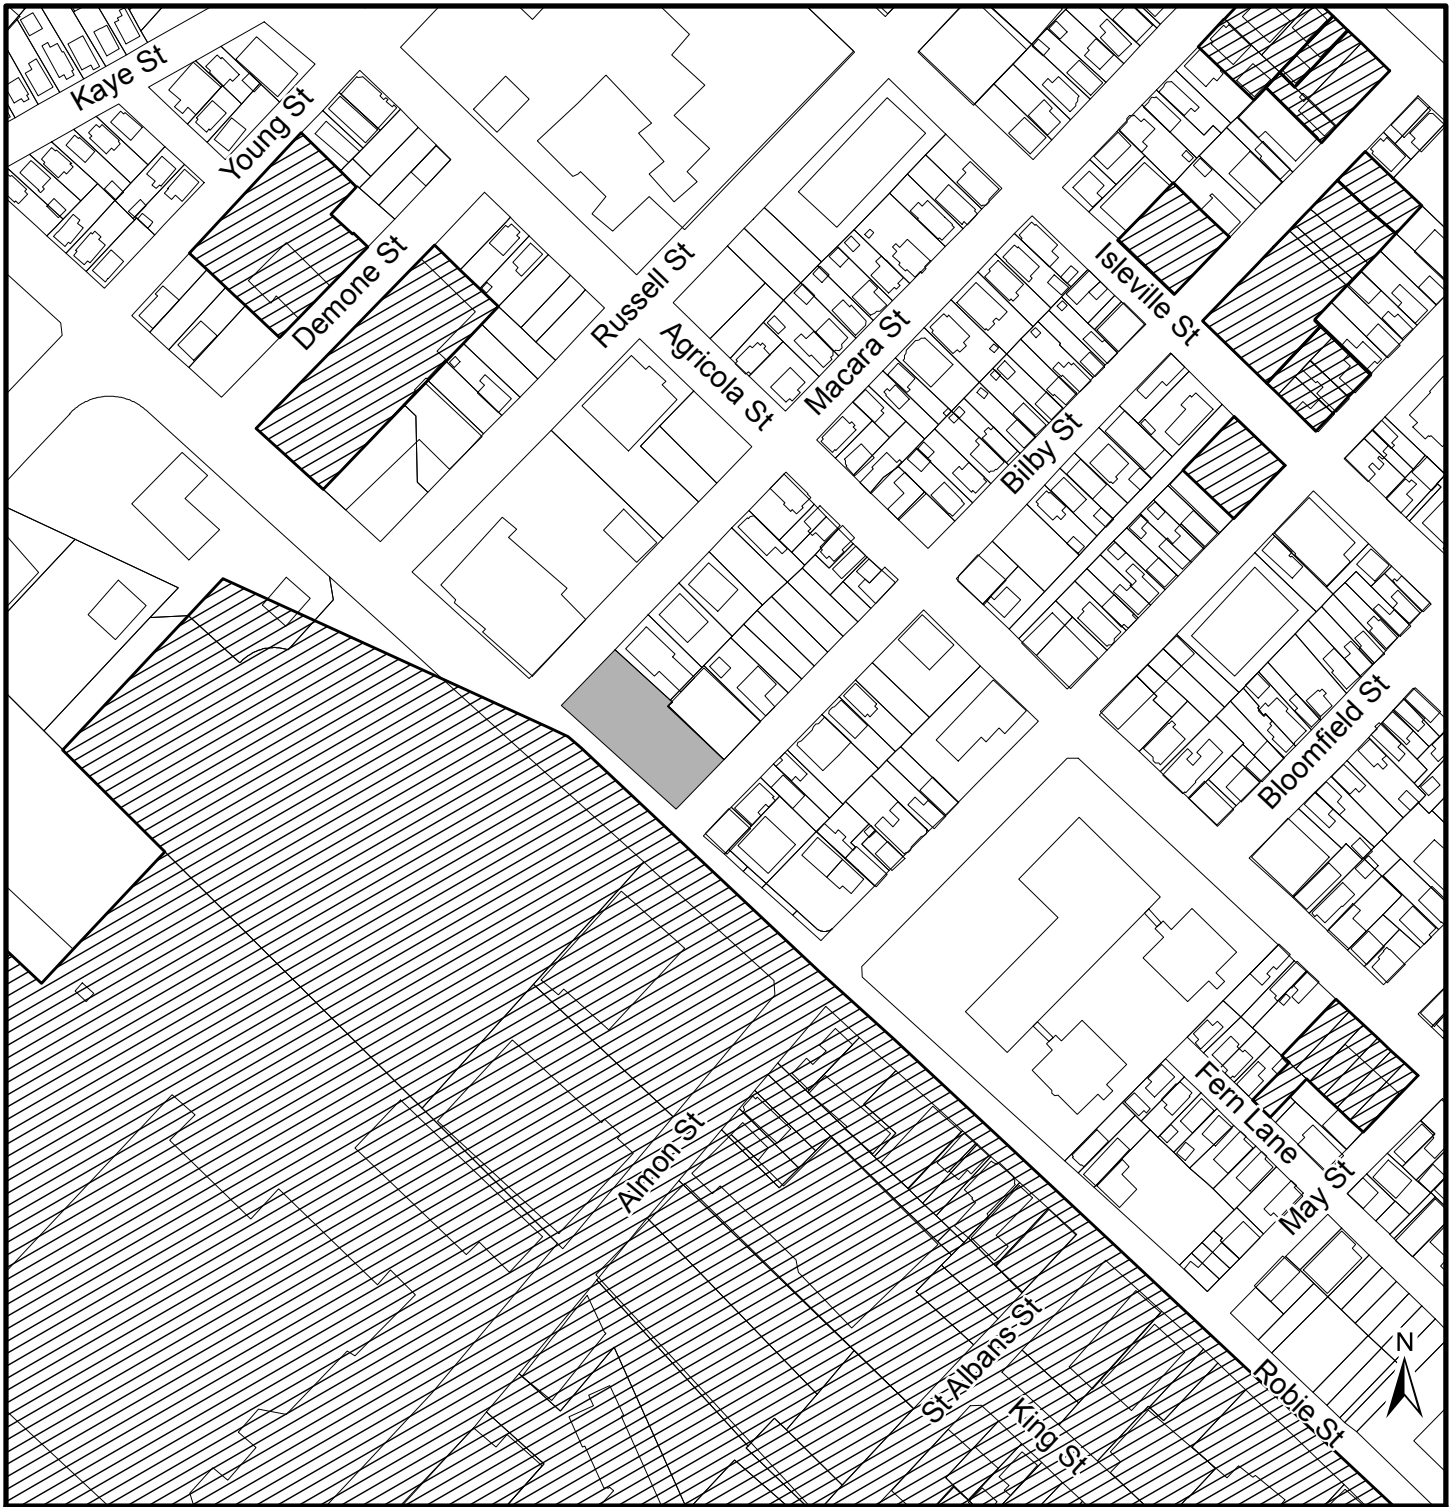 Kaye St
Young St
Demone St
Russell St
Agricola St
Macara St
Isleville St
Bilby St
Bloomfield St
Fern Lane
Almon St
May St
St Albans St
N
Robie St
King St